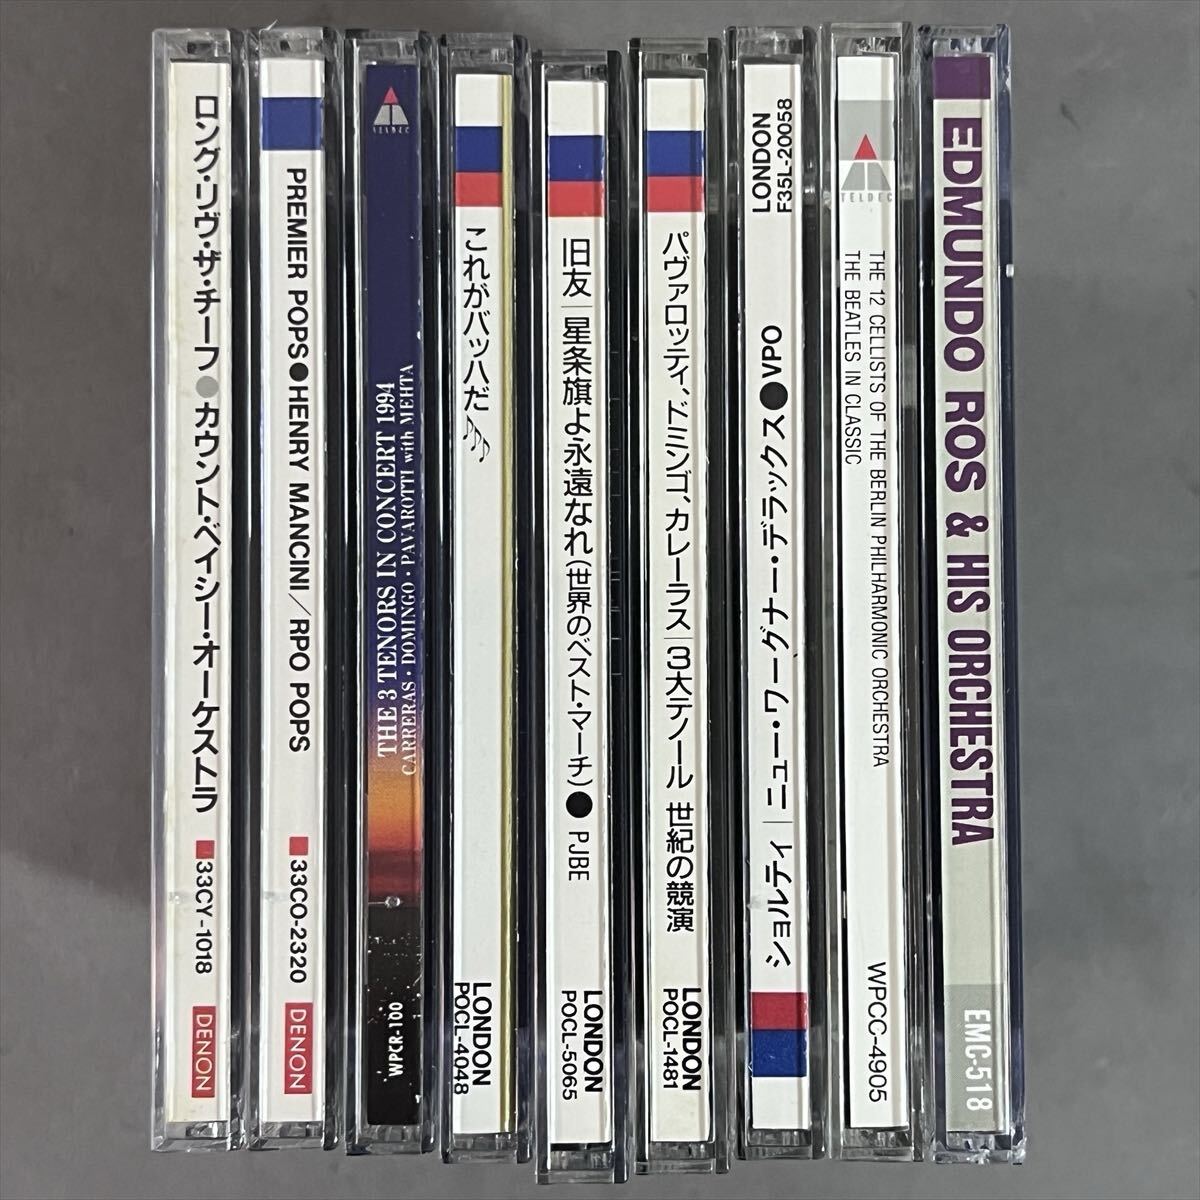 ロング・リヴ・ザ・チーフ●カウント・ベイシー・オーケストラ
33CY-1018
DENON
PREMIER POPS●HENRY MANCINI/RPO POPS
33CO-2320
DENON
TELDEC
THE 3 TENORS IN CONCERT 1994
CARRERAS・DOMINGO・PAVAROTTI with MEHTA
WPCR-100
これがバッハだ
LONDON
POCL-4048
旧友｜星条旗よ永遠なれ(世界のベスト・マーチ)●PJBE
LONDON
POCL-5065
パヴァロッティ、ドミンゴ、カレーラス｜3大テノール 世紀の競演
LONDON
POCL-1481
LONDON
F35L-20058
ショルティ｜ニュー・ワーグナー・デラックス●VPO
TELDEC
THE 12 CELLISTS OF THE BERLIN PHILHARMONIC ORCHESTRA
THE BEATLES IN CLASSIC
WPCC-4905
EDMUNDO ROS & HIS ORCHESTRA
EMC-518